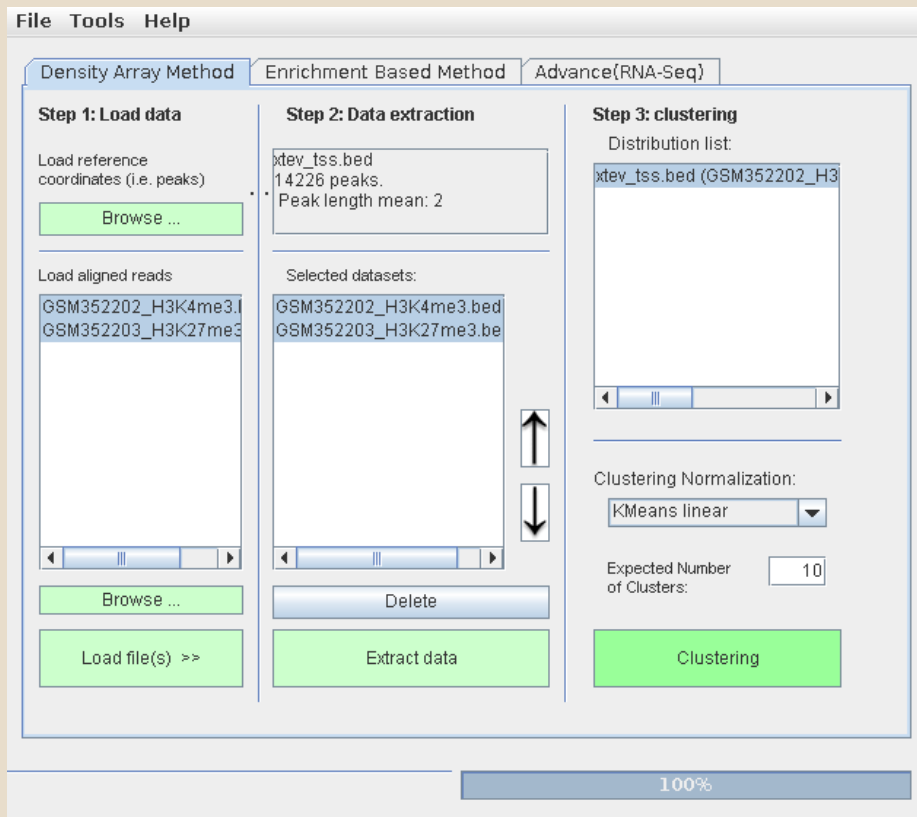 File Tools Help
Density Array Method Enrichment Based Method Advance(RNA-Seq)
Step 1: Load data
Load reference
coordinates (i.e. peaks)
Browse ...
Load aligned reads
GSM352202_H3K4me3.
GSM352203_H3K27me3
Browse ...
Load file(s) >>
Step 2: Data extraction
xtev_tss.bed
14226 peaks.
Peak length mean: 2
Selected datasets:
GSM352202_H3K4me3.bed
GSM352203_H3K27me3.be
Delete
Extract data
Step 3: clustering
Distribution list:
xtev_tss.bed (GSM352202_H3
Clustering Normalization:
KMeans linear
Expected Number
of Clusters:
10
Clustering
100%